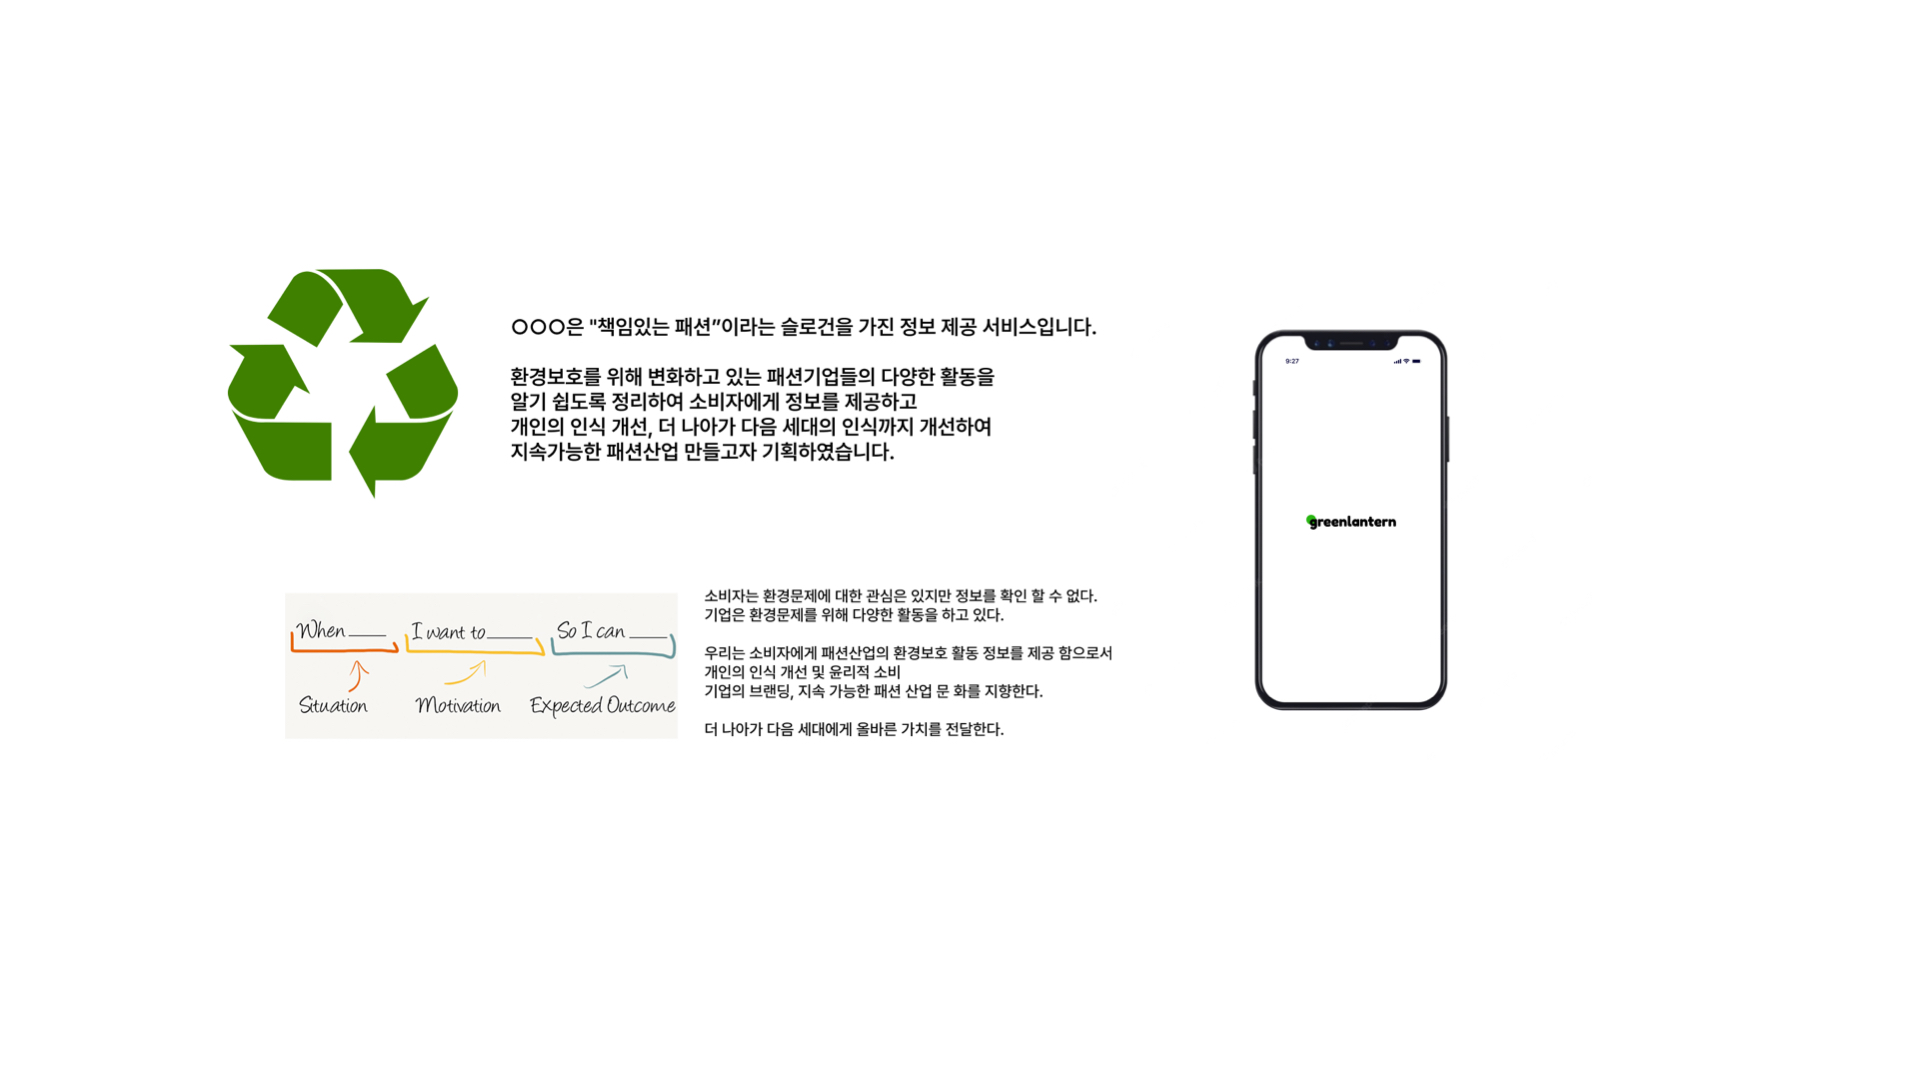 ○○○은 "책임있는 패션”이라는 슬로건을 가진 정보 제공 서비스입니다.
환경보호를 위해 변화하고 있는 패션기업들의 다양한 활동을
알기 쉽도록 정리하여 소비자에게 정보를 제공하고
개인의 인식 개선, 더 나아가 다음 세대의 인식까지 개선하여
지속가능한 패션산업 만들고자 기획하였습니다.
When ____ I want to ____ So I can ____
Situation Motivation Expected Outcome
소비자는 환경문제에 대한 관심은 있지만 정보를 확인 할 수 없다.
기업은 환경문제를 위해 다양한 활동을 하고 있다.
우리는 소비자에게 패션산업의 환경보호 활동 정보를 제공 함으로서
개인의 인식 개선 및 윤리적 소비
기업의 브랜딩, 지속 가능한 패션 산업 문 화를 지향한다.
더 나아가 다음 세대에게 올바른 가치를 전달한다.
9:27
greenlantern